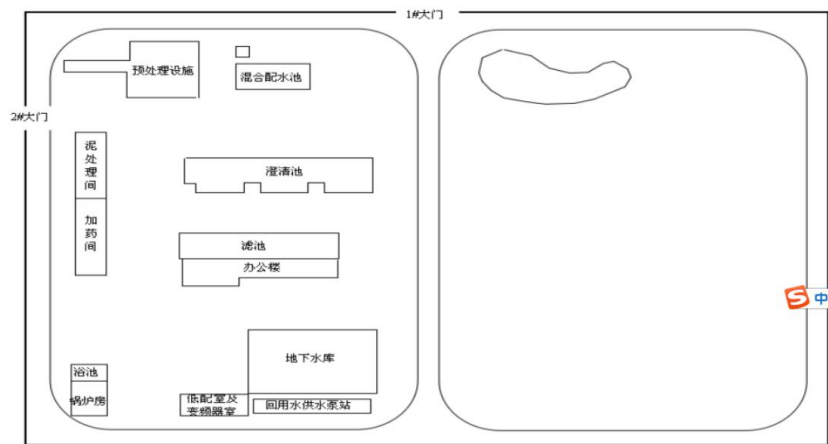 1#大门
预处理设施
混合配水池
2#大门
泥处理间
澄清池
加药间
滤池
办公楼
中
地下水库
浴池
锅炉房
低配室及
变频器室
回用水供水泵站